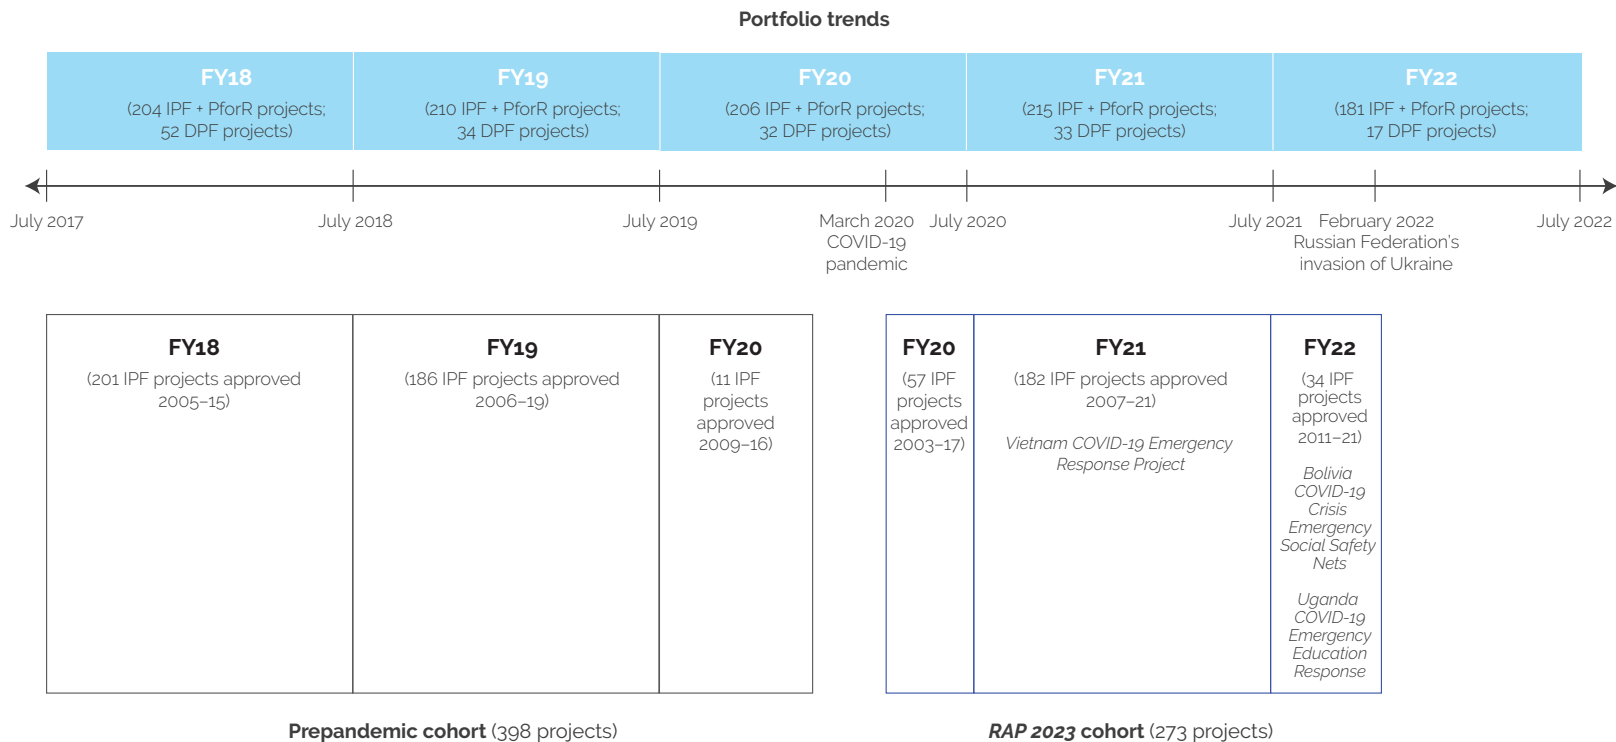 Portfolio trends
FY18
(204 IPF + PforR projects;
52 DPF projects)
FY19
(210 IPF + PforR projects;
34 DPF projects)
FY20
(206 IPF + PforR projects;
32 DPF projects)
FY21
(215 IPF + PforR projects;
33 DPF projects)
FY22
(181 IPF + PforR projects;
17 DPF projects)
July 2017
July 2018
July 2019
March 2020
COVID-19
pandemic
July 2020
July 2021
February 2022
Russian Federation's
invasion of Ukraine
July 2022
FY18
(201 IPF projects approved
2005–15)
FY19
(186 IPF projects approved
2006–19)
FY20
(11 IPF
projects
approved
2009–16)
FY20
(57 IPF
projects
approved
2003–17)
FY21
(182 IPF projects approved
2007–21)
Vietnam COVID-19 Emergency
Response Project
FY22
(34 IPF
projects
approved
2011–21)
Bolivia
COVID-19
Crisis
Emergency
Social Safety
Nets
Uganda
COVID-19
Emergency
Education
Response
Prepandemic cohort (398 projects)
RAP 2023 cohort (273 projects)